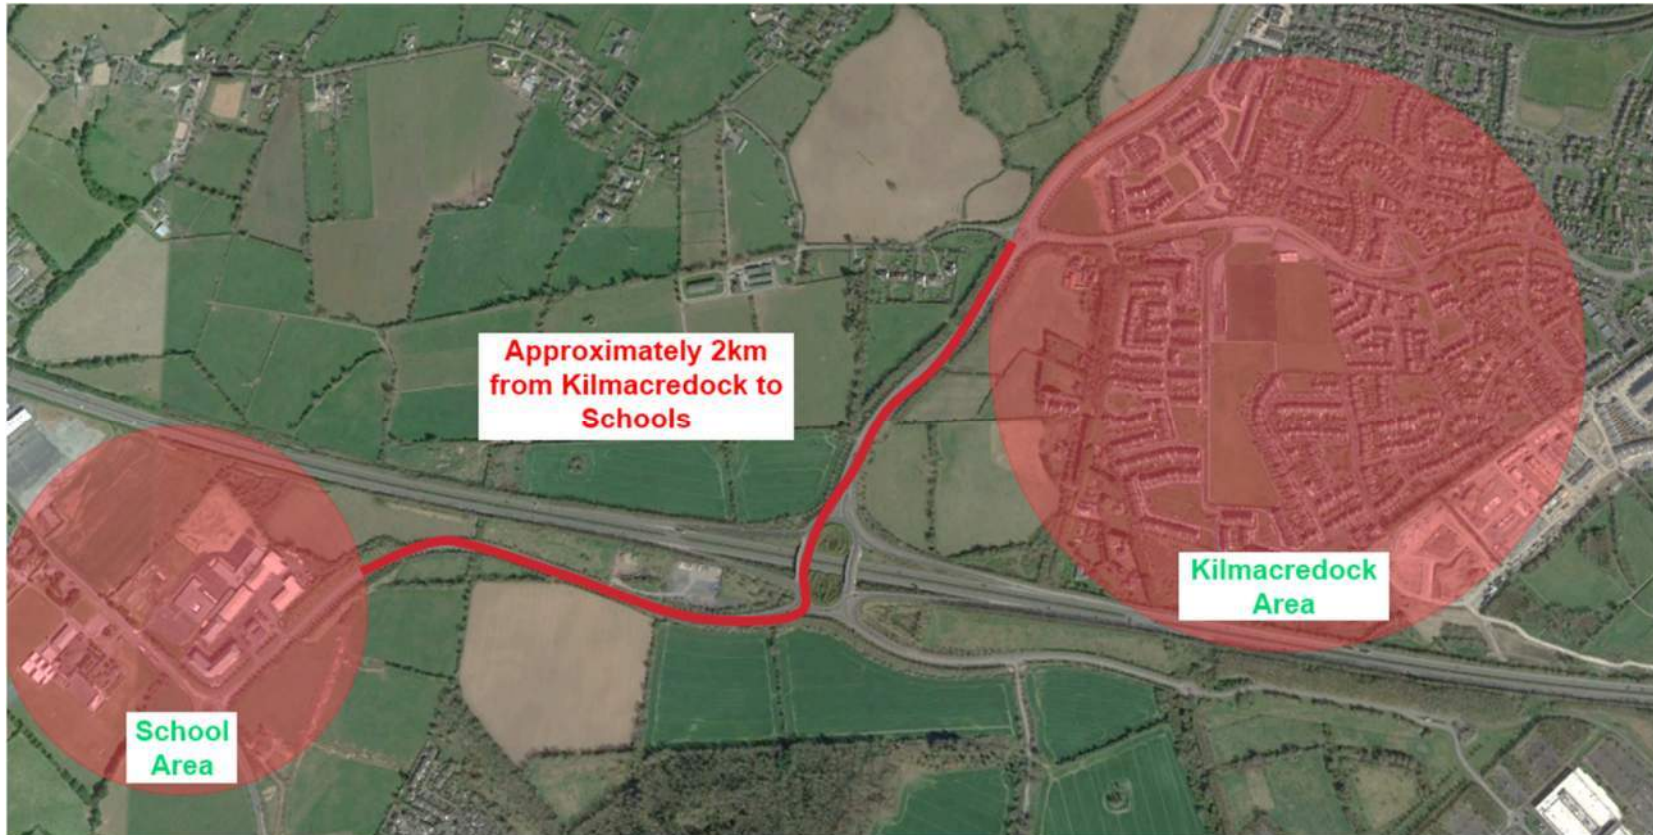 Approximately 2km
from Kilmacredock to
Schools
Kilmacredock
Area
School
Area